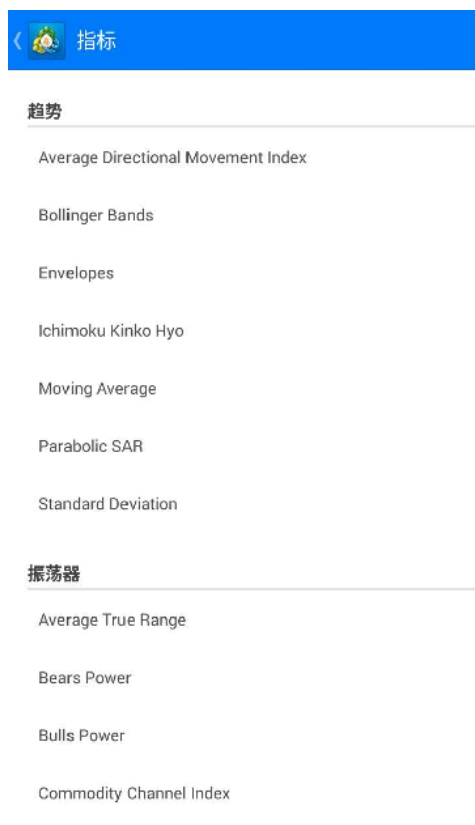 指标
趋势
Average Directional Movement Index
Bollinger Bands
Envelopes
Ichimoku Kinko Hyo
Moving Average
Parabolic SAR
Standard Deviation
振荡器
Average True Range
Bears Power
Bulls Power
Commodity Channel Index